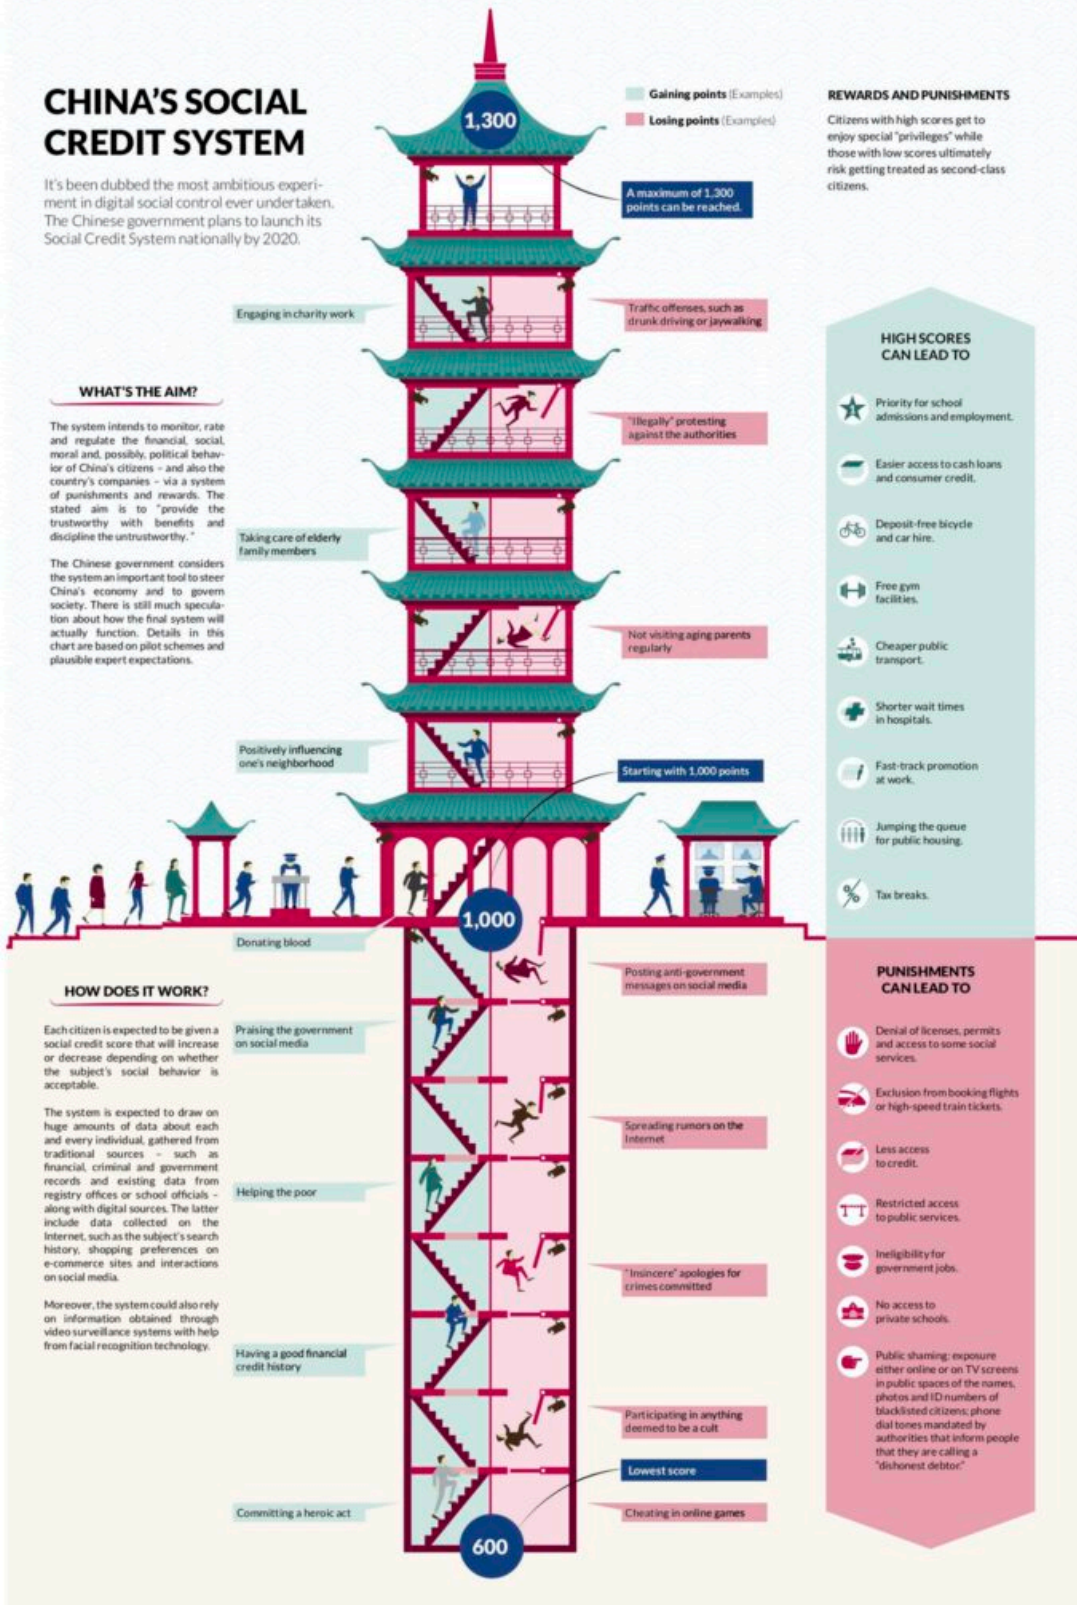 CHINA'S SOCIAL
CREDIT SYSTEM
It's been dubbed the most ambitious experi-
ment in digital social control ever undertaken.
The Chinese government plans to launch its
Social Credit System nationally by 2020.
1,300
Gaining points (Examples)
Losing points (Examples)
A maximum of 1,300
points can be reached.
REWARDS AND PUNISHMENTS
Citizens with high scores get to
enjoy special "privileges" while
those with low scores ultimately
risk getting treated as second-class
citizens.
Engaging in charity work
Traffic offenses, such as
drunk driving or jaywalking
WHAT'S THE AIM?
The system intends to monitor, rate
and regulate the financial, social,
moral and, possibly, political behav-
ior of China's citizens – and also the
country's companies – via a system
of punishments and rewards. The
stated aim is to "provide the
trustworthy with benefits and
discipline the untrustworthy."
The Chinese government considers
the system an important tool to steer
China's economy and to govern
society. There is still much specula-
tion about how the final system will
actually function. Details in this
chart are based on pilot schemes and
plausible expert expectations.
"Illegally" protesting
against the authorities
Taking care of elderly
family members
Not visiting aging parents
regularly
Positively influencing
one's neighborhood
Starting with 1,000 points
1,000
HIGH SCORES
CAN LEAD TO
Priority for school
admissions and employment.
Easier access to cash loans
and consumer credit.
Deposit-free bicycle
and car hire.
Free gym
facilities.
Cheaper public
transport.
Shorter wait times
in hospitals.
Fast-track promotion
at work.
Jumping the queue
for public housing.
%
Tax breaks.
Donating blood
Posting anti-government
messages on social media
HOW DOES IT WORK?
Each citizen is expected to be given a
social credit score that will increase
or decrease depending on whether
the subject's social behavior is
acceptable.
The system is expected to draw on
huge amounts of data about each
and every individual, gathered from
traditional sources – such as
financial, criminal and government
records and existing data from
registry offices or school officials –
along with digital sources. The latter
include data collected on the
Internet, such as the subject's search
history, shopping preferences on
e-commerce sites and interactions
on social media.
Moreover, the system could also rely
on information obtained through
video surveillance systems with help
from facial recognition technology.
Praising the government
on social media
Spreading rumors on the
Internet
Helping the poor
"Insincere" apologies for
crimes committed
Having a good financial
credit history
Participating in anything
deemed to be a cult
Lowest score
Committing a heroic act
Cheating in online games
600
PUNISHMENTS
CAN LEAD TO
Denial of licenses, permits
and access to some social
services.
Exclusion from booking flights
or high-speed train tickets.
Less access
to credit.
Restricted access
to public services.
Ineligibility for
government jobs.
No access to
private schools.
Public shaming: exposure
either online or on TV screens
in public spaces of the names,
photos and ID numbers of
blacklisted citizens; phone
dial tones mandated by
authorities that inform people
that they are calling a
"dishonest debtor."